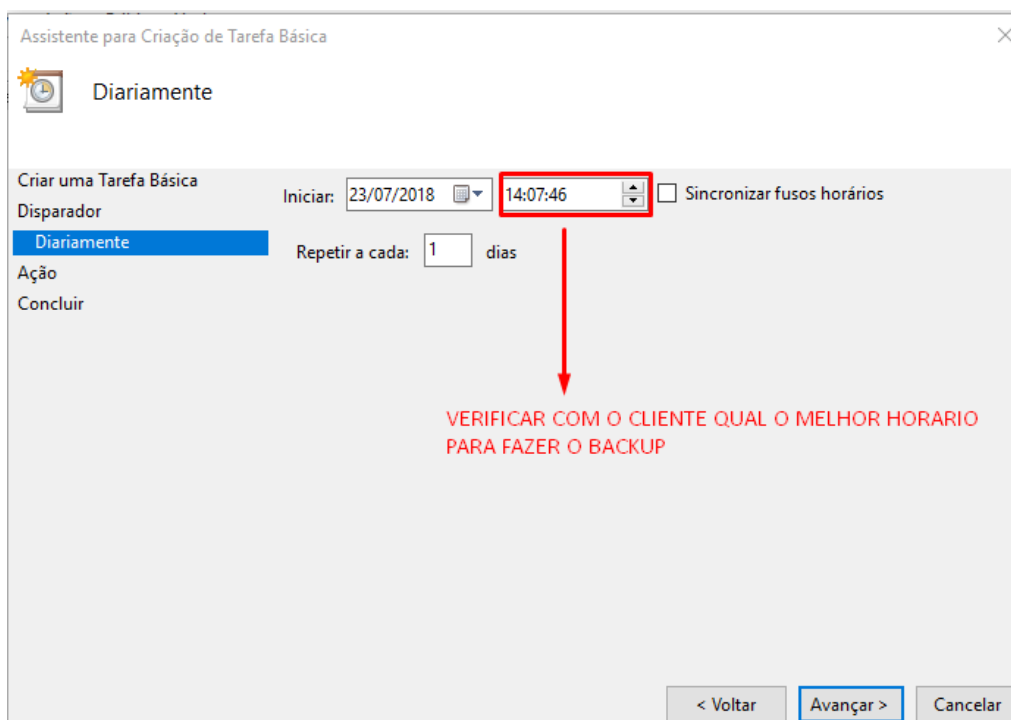 Assistente para Criação de Tarefa Básica
Diariamente
Criar uma Tarefa Básica
Disparador
Diariamente
Ação
Concluir
Iniciar: 23/07/2018 14:07:46 Sincronizar fusos horários
Repetir a cada: 1 dias
VERIFICAR COM O CLIENTE QUAL O MELHOR HORARIO
PARA FAZER O BACKUP
< Voltar Avançar > Cancelar